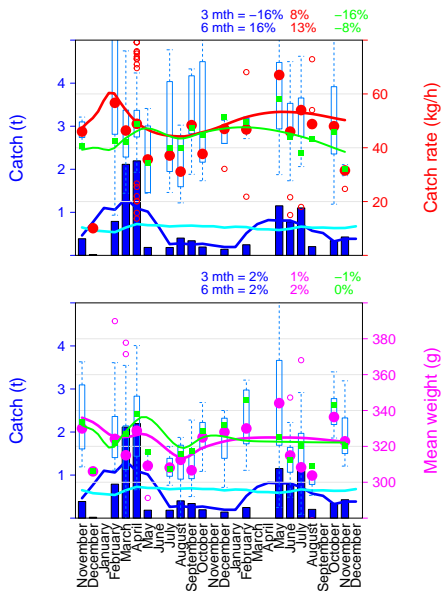 3 mth = −16% 8% −16%
6 mth = 16% 13% −8%
5
4
3
2
1
Catch (t)
60
40
20
Catch rate (kg/h)
3 mth = 2% 1% −1%
6 mth = 2% 2% 0%
4
3
2
1
Catch (t)
380
360
340
320
300
Mean weight (g)
November
December
January
February
March
April
May
June
July
August
September
October
November
December
January
February
March
April
May
June
July
August
September
October
November
December